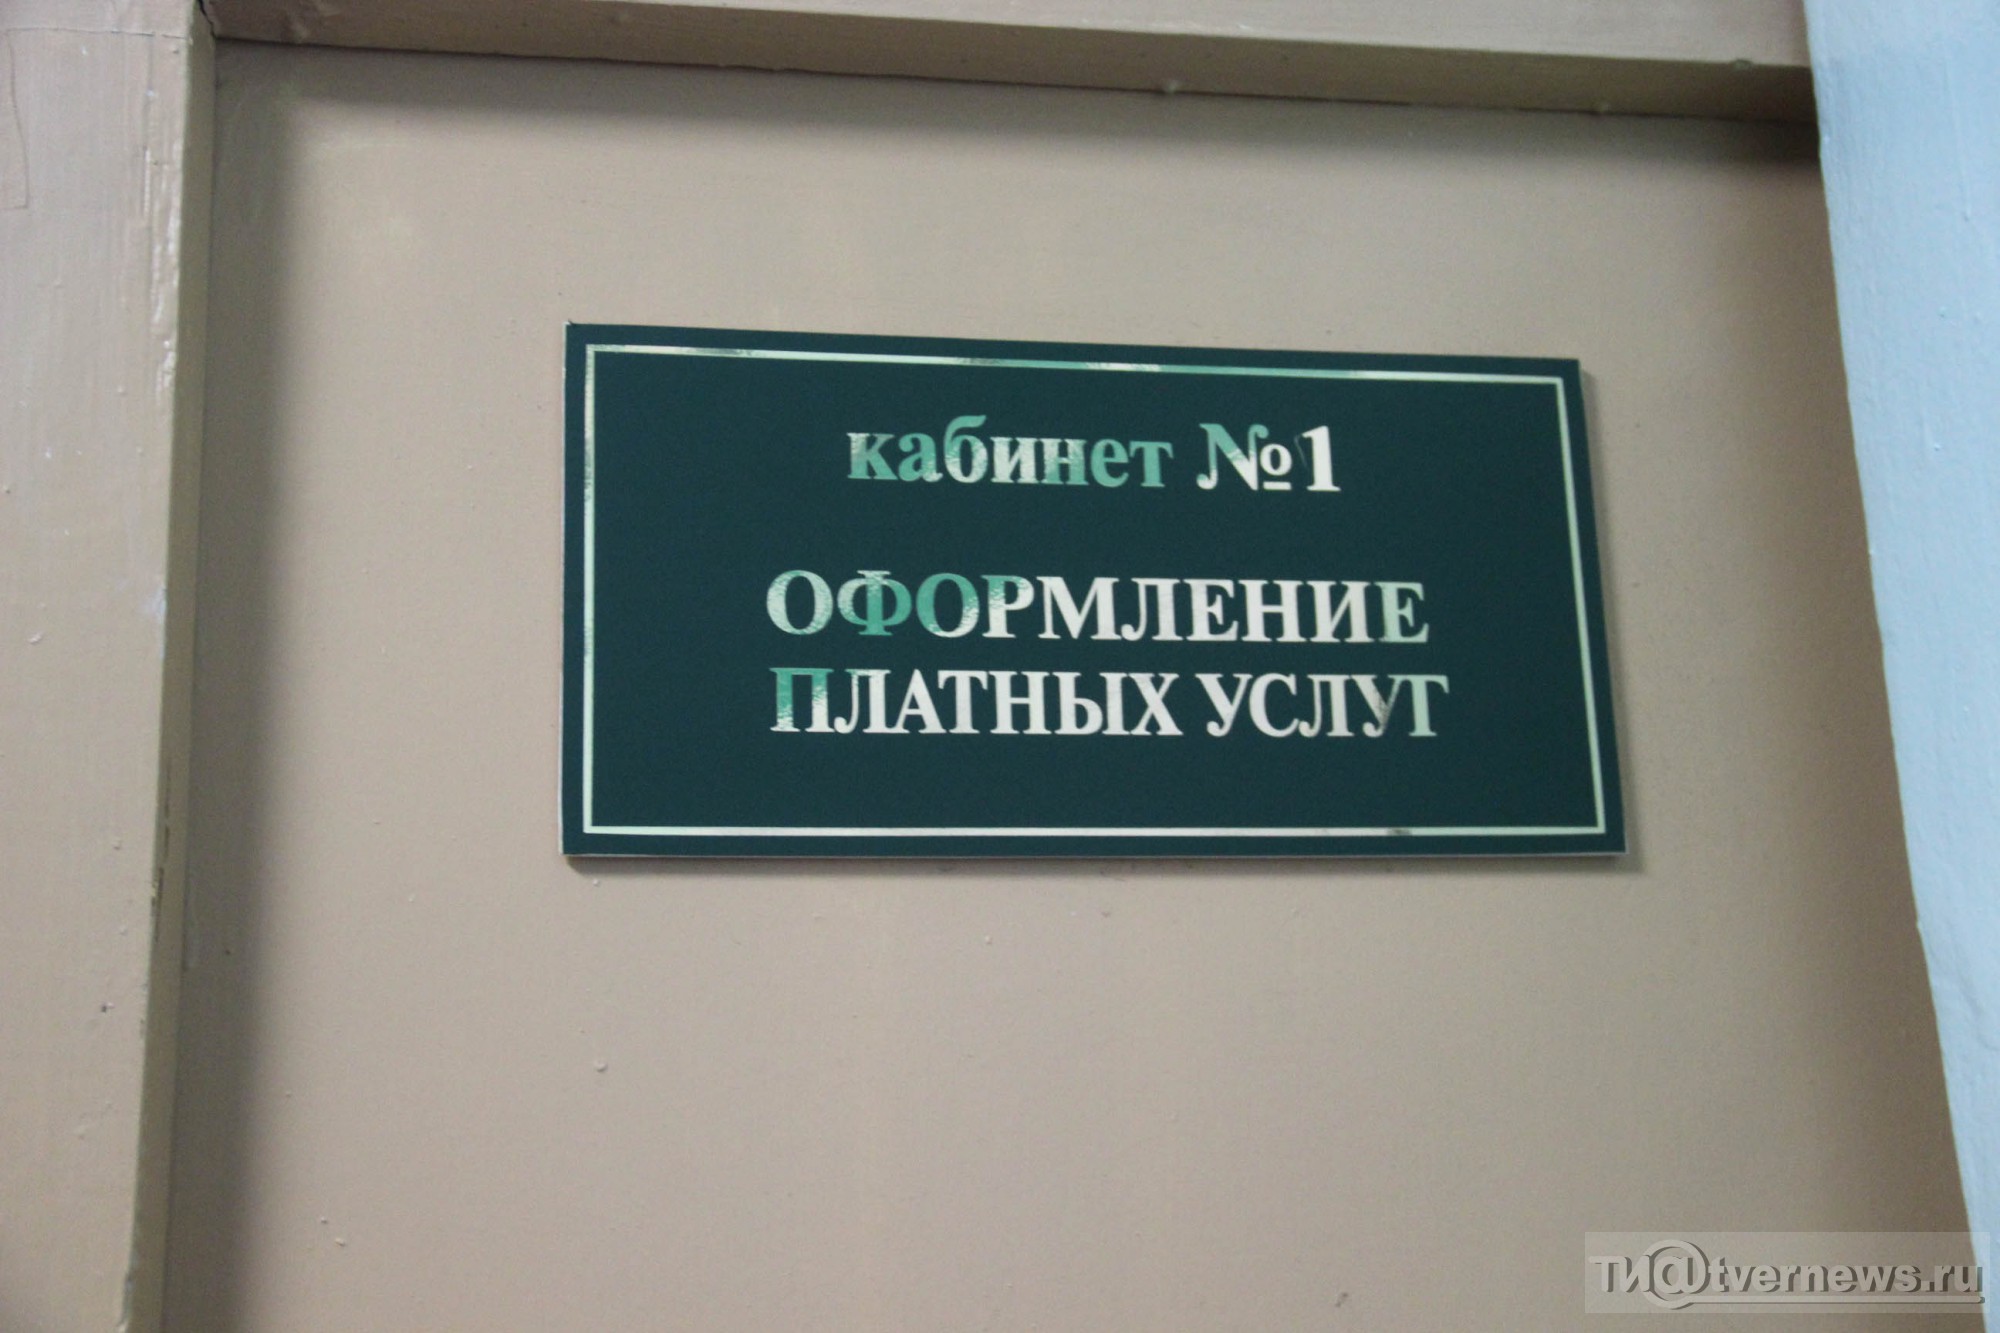 кабинет №1
ОФОРМЛЕНИЕ
ПЛАТНЫХ УСЛУГ
ТИ@tvernews.ru